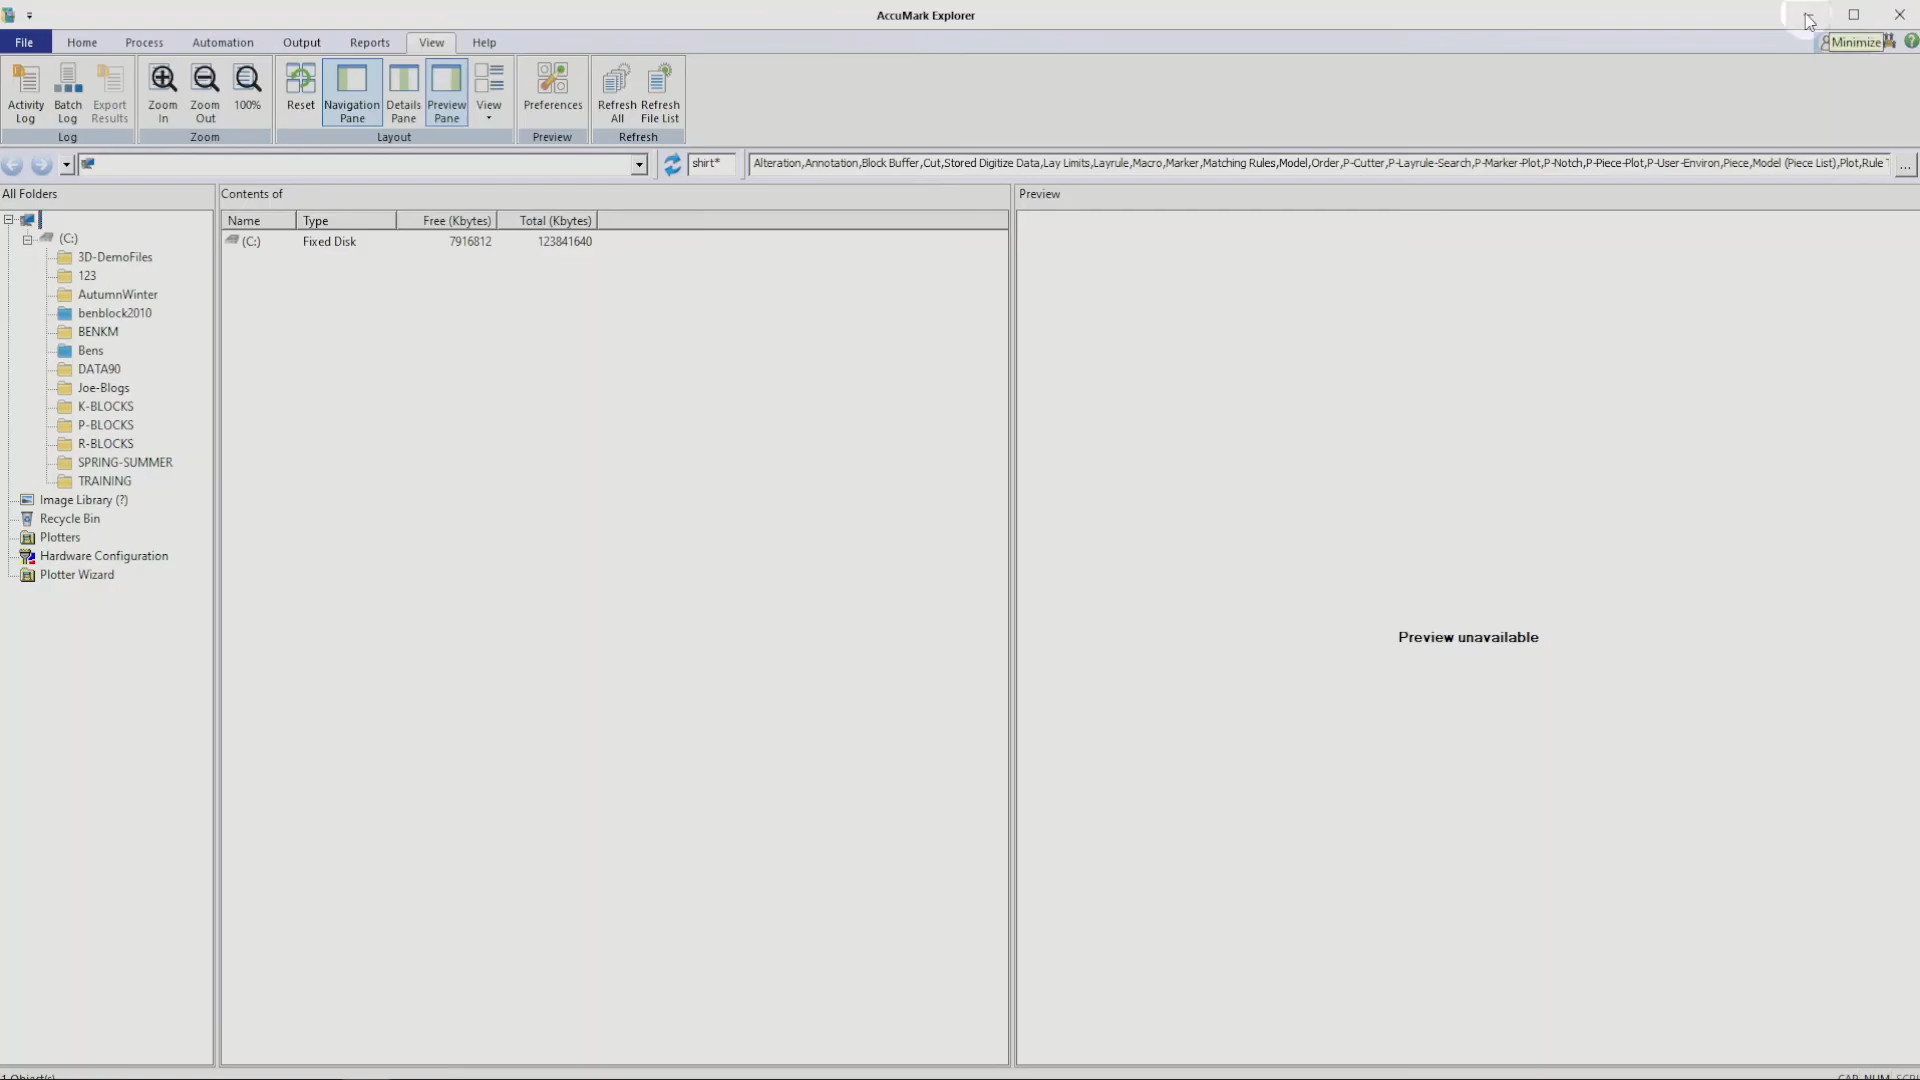 AccuMark Explorer
File Home Process Automation Output Reports View Help
Minimize
Activity Log
Batch Log
Export Results
Zoom In
Zoom Out
100%
Reset
Navigation Pane
Details Pane
Preview Pane
View
Preferences
Refresh All
Refresh File List
Log Zoom Layout Preview Refresh
shirt*
Alteration,Annotation,Block Buffer,Cut,Stored Digitize Data,Lay Limits,Layrule,Macro,Marker,Matching Rules,Model,Order,P-Cutter,P-Layrule-Search,P-Marker-Plot,P-Notch,P-Piece-Plot,P-User-Environ,Piece,Model (Piece List),Plot,Rule
...
All Folders
(C:)
3D-DemoFiles
123
AutumnWinter
benblock2010
BENKM
Bens
DATA90
Joe-Blogs
K-BLOCKS
P-BLOCKS
R-BLOCKS
SPRING-SUMMER
TRAINING
Image Library (?)
Recycle Bin
Plotters
Hardware Configuration
Plotter Wizard
Contents of
Name Type Free (Kbytes) Total (Kbytes)
(C:) Fixed Disk 7916812 123841640
Preview
Preview unavailable
1 Object(s)
CAP NUM SCRL